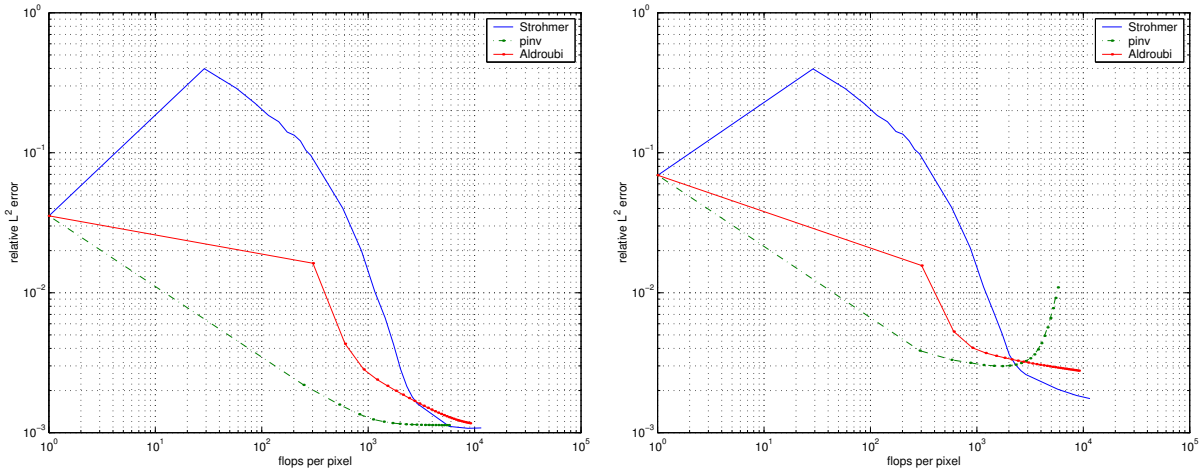 10^0
10^-1
10^-2
10^-3
10^0
10^1
10^2
10^3
10^4
10^5
relative L^2 error
flops per pixel
Strohmer
pinv
Aldroubi
10^0
10^-1
10^-2
10^-3
10^0
10^1
10^2
10^3
10^4
10^5
relative L^2 error
flops per pixel
Strohmer
pinv
Aldroubi